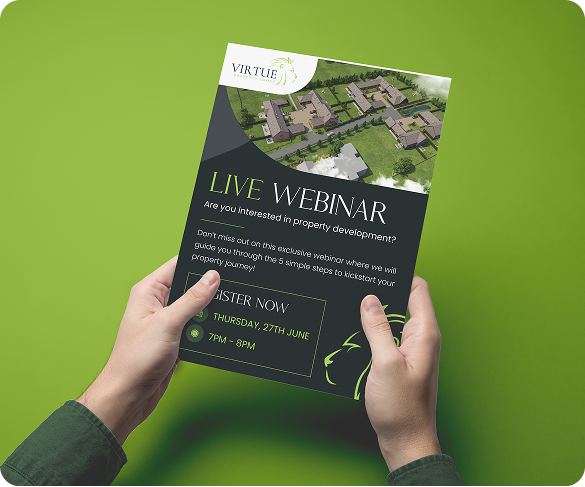 VIRTUE
LIVE WEBINAR
Are you interested in property development?
Don't miss out on this exclusive webinar where we will
guide you through the 5 simple steps to kickstart your
property journey!
GISTER NOW
THURSDAY, 27TH JUNE
7PM - 8PM